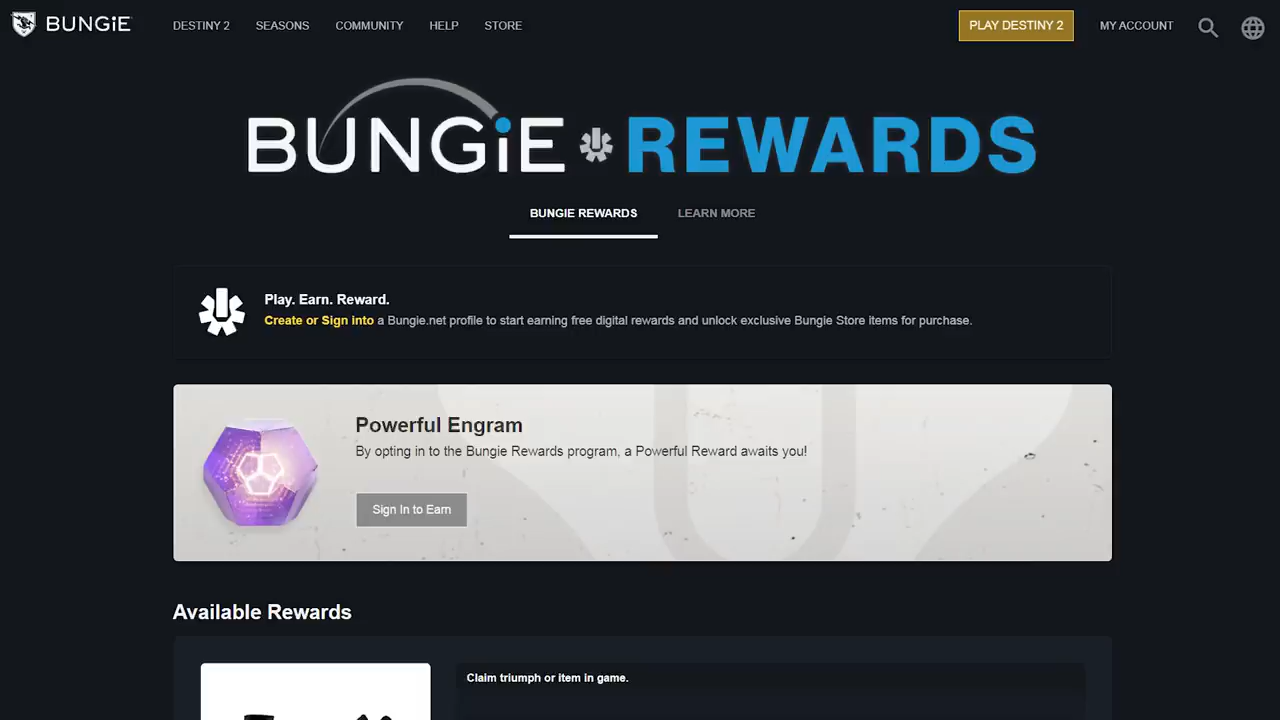 BUNGiE
DESTINY 2
SEASONS
COMMUNITY
HELP
STORE
PLAY DESTINY 2
MY ACCOUNT
BUNGiE REWARDS
BUNGIE REWARDS
LEARN MORE
Play. Earn. Reward.
Create or Sign into a Bungie.net profile to start earning free digital rewards and unlock exclusive Bungie Store items for purchase.
Powerful Engram
By opting in to the Bungie Rewards program, a Powerful Reward awaits you!
Sign In to Earn
Available Rewards
Claim triumph or item in game.